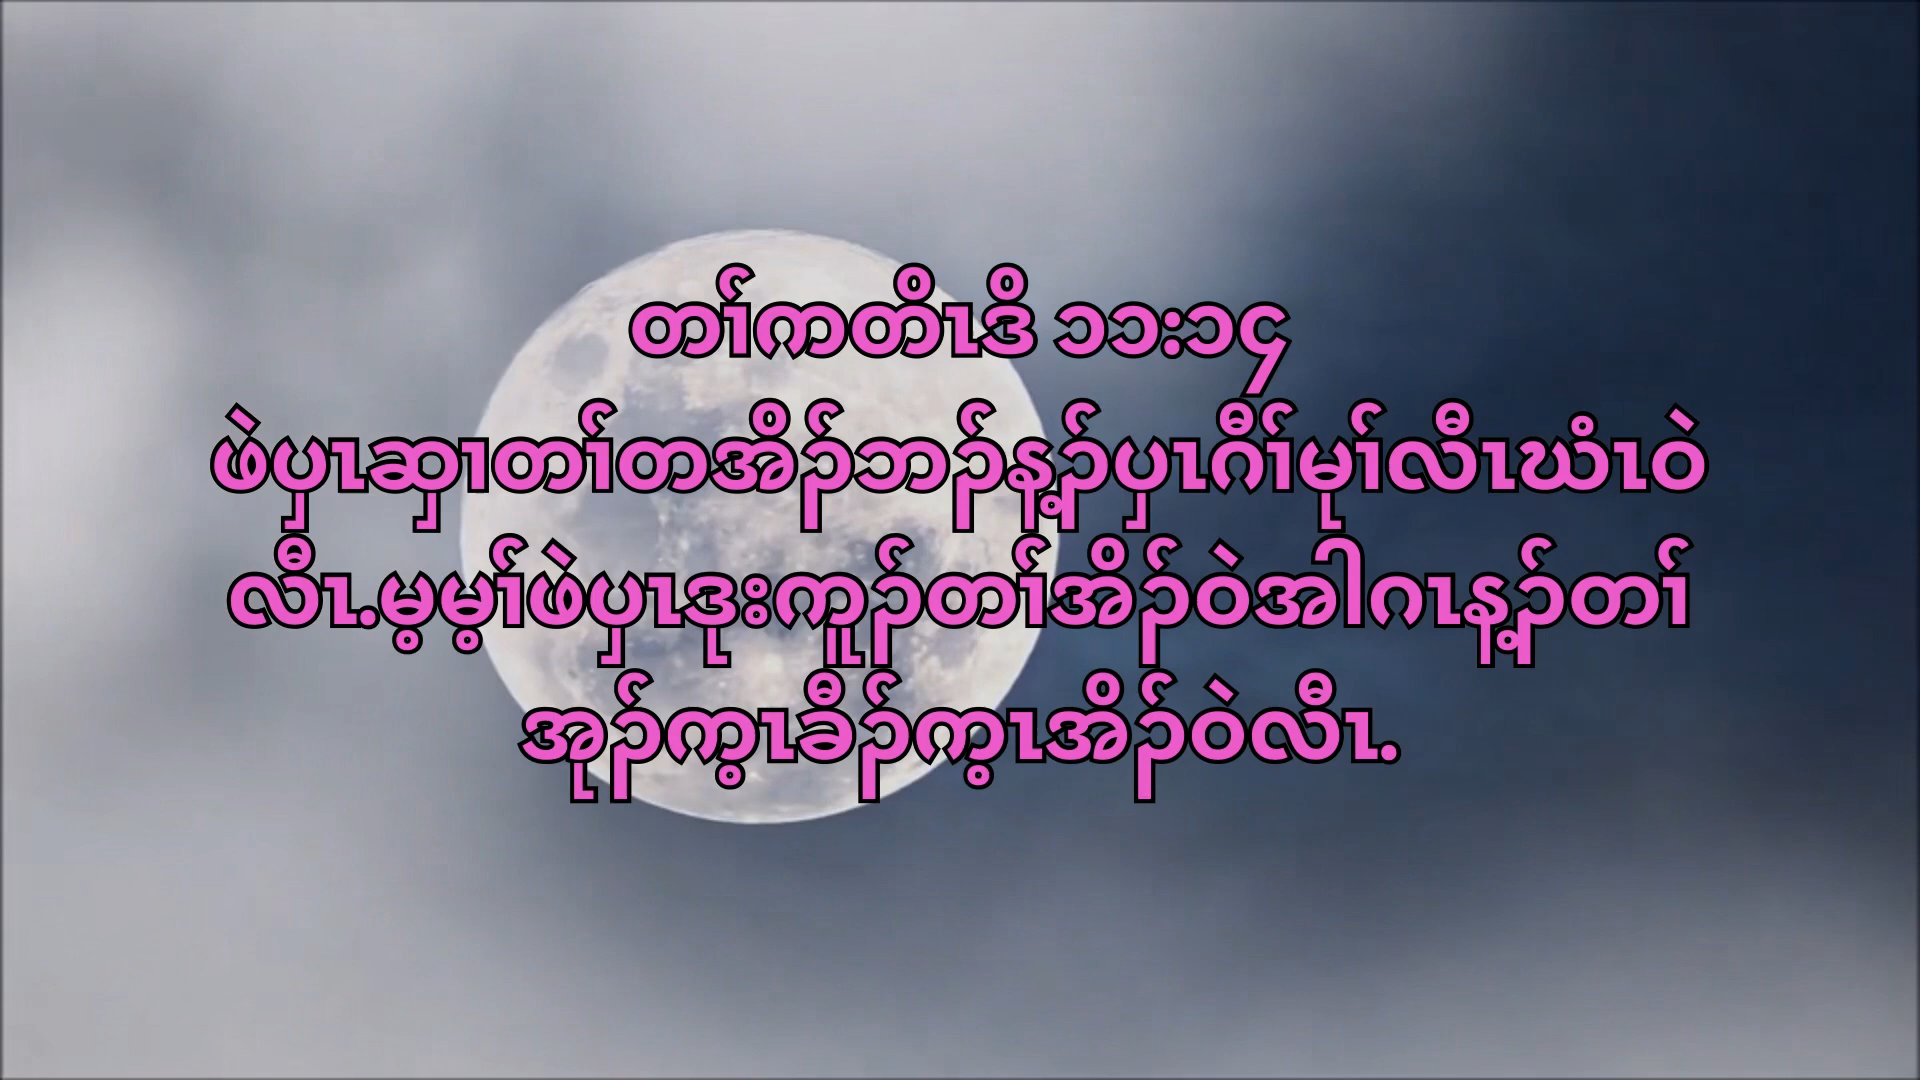 တၢ်ကတိၤဒိ ၁၁:၁၄
ဖဲပှၤဆှၢတၢ်တအိၣ်ဘၣ်န့ၣ်ပှၤဂီၢ်မုၢ်လီၤဃံၤဝဲ
လီၤ.မ့မ့ၢ်ဖဲပှၤဒုးကူၣ်တၢ်အိၣ်ဝဲအါဂၤန့ၣ်တၢ်
အုၣ်က့ၤခီၣ်က့ၤအိၣ်ဝဲလီၤ.